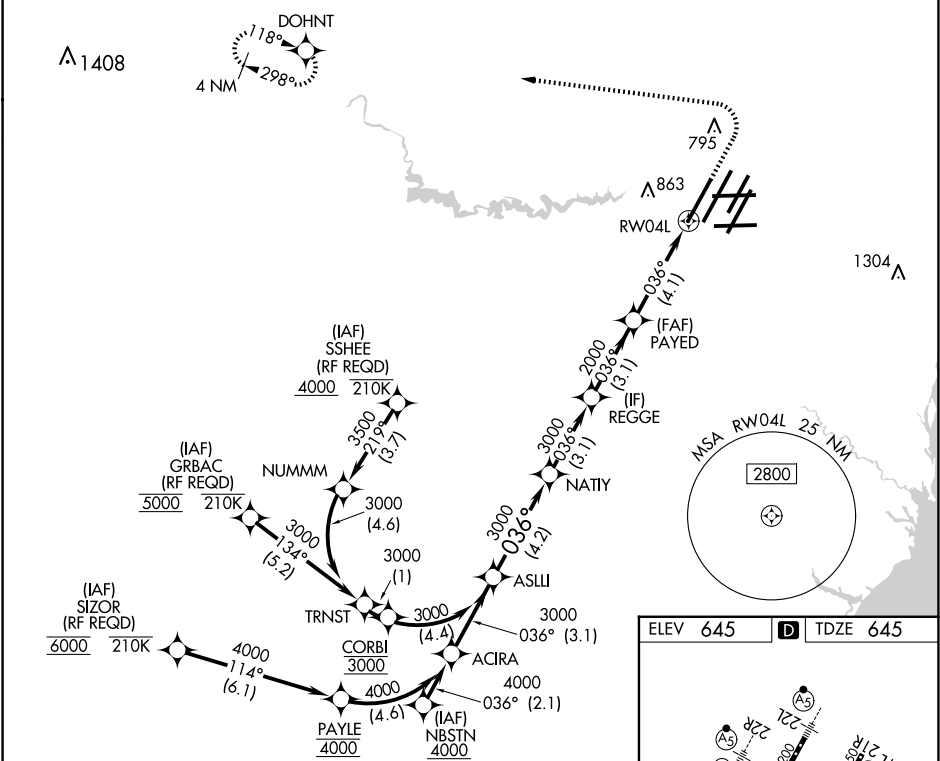 DOHNT
118°
298°
4 NM
1408
795
863
RW04L
1304
036°
(4.1)
(FAF)
PAYED
2000
036°
(3.1)
(IF)
REGGE
3000
036°
(3.1)
NATIY
3000
036°
(4.2)
ASLLI
(IAF)
SSHEE
(RF REQD)
4000 210K
3500
219°
(3.7)
NUMMM
3000
(4.6)
(IAF)
GRBAC
(RF REQD)
5000 210K
3000
134°
(5.2)
3000
(1)
TRNST
CORBI
3000
3000
(4.4)
3000
036° (3.1)
ACIRA
(IAF)
SIZOR
(RF REQD)
6000 210K
4000
114°
(6.1)
PAYLE
4000
4000
(4.6)
4000
036° (2.1)
(IAF)
NBSTN
4000
MSA RW04L 25 NM
2800
ELEV 645 D TDZE 645
A5
22R
A5
22L
21R